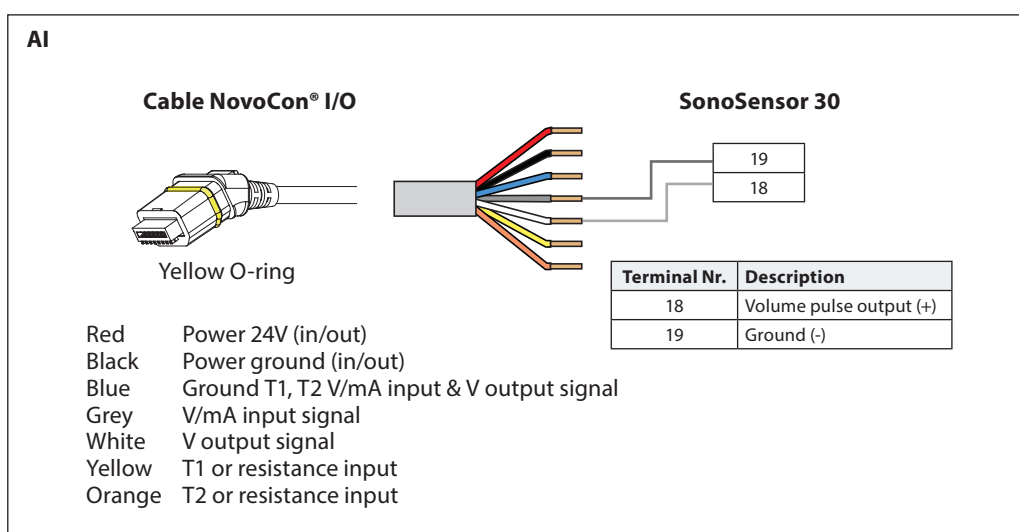 AI
Cable NovoCon® I/O
SonoSensor 30
19
18
Yellow O-ring
Terminal Nr. Description
18 Volume pulse output (+)
19 Ground (-)
Red Power 24V (in/out)
Black Power ground (in/out)
Blue Ground T1, T2 V/mA input & V output signal
Grey V/mA input signal
White V output signal
Yellow T1 or resistance input
Orange T2 or resistance input